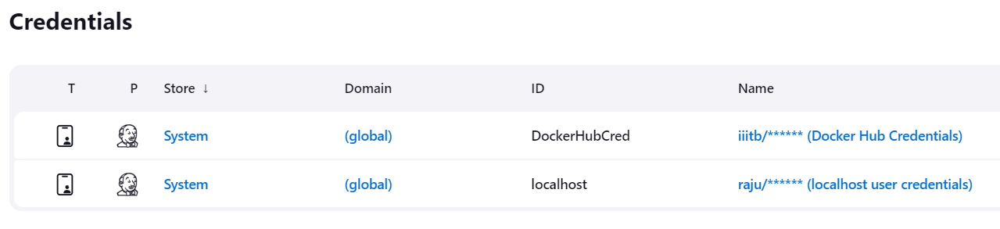 Credentials
T P Store ↓ Domain ID Name
System (global) DockerHubCred iiitb/****** (Docker Hub Credentials)
System (global) localhost raju/****** (localhost user credentials)